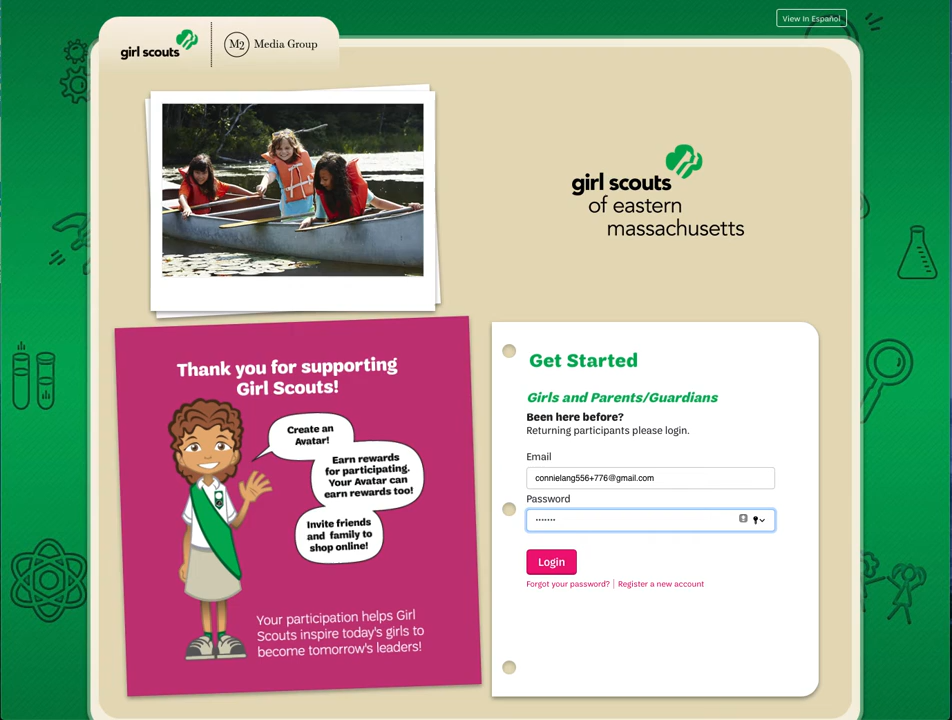 View In Español
girl scouts
M2 Media Group
girl scouts
of eastern
massachusetts
Thank you for supporting
Girl Scouts!
Create an
Avatar!
Earn rewards
for participating.
Your Avatar can
earn rewards too!
Invite friends
and family to
shop online!
Your participation helps Girl
Scouts inspire today's girls to
become tomorrow's leaders!
Get Started
Girls and Parents/Guardians
Been here before?
Returning participants please login.
Email
connielang556+776@gmail.com
Password
•••••••
Login
Forgot your password? | Register a new account